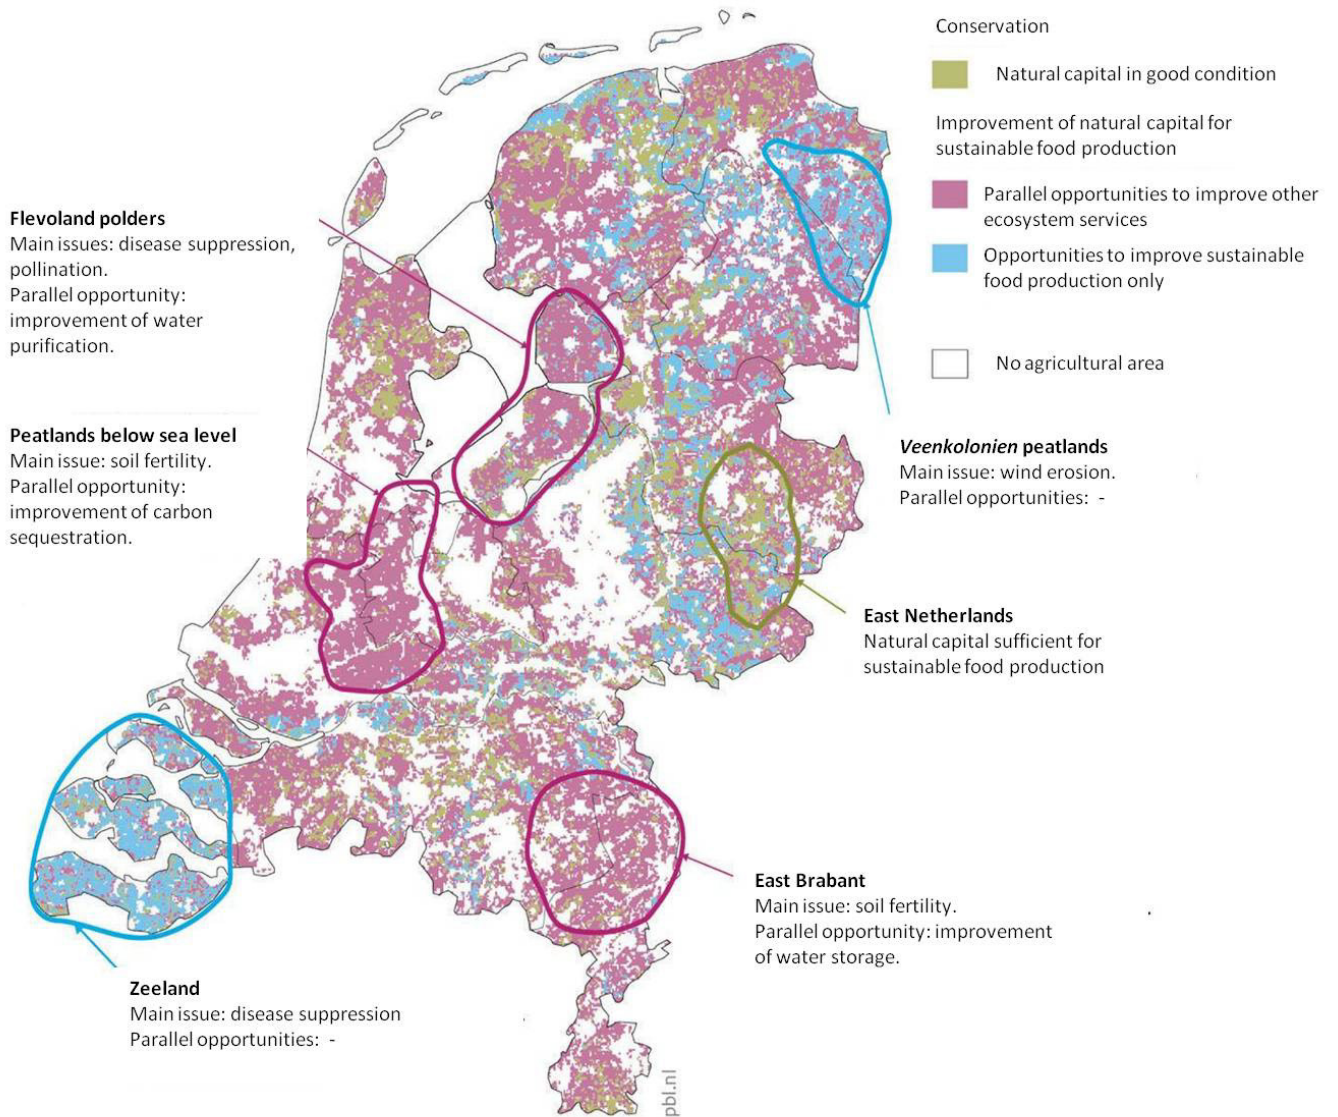 Conservation
Natural capital in good condition
Improvement of natural capital for
sustainable food production
Parallel opportunities to improve other
ecosystem services
Opportunities to improve sustainable
food production only
No agricultural area
Flevoland polders
Main issues: disease suppression,
pollination.
Parallel opportunity:
improvement of water
purification.
Peatlands below sea level
Main issue: soil fertility.
Parallel opportunity:
improvement of carbon
sequestration.
Veenkolonien peatlands
Main issue: wind erosion.
Parallel opportunities: -
East Netherlands
Natural capital sufficient for
sustainable food production
East Brabant
Main issue: soil fertility.
Parallel opportunity: improvement
of water storage.
Zeeland
Main issue: disease suppression
Parallel opportunities: -
pbl.nl